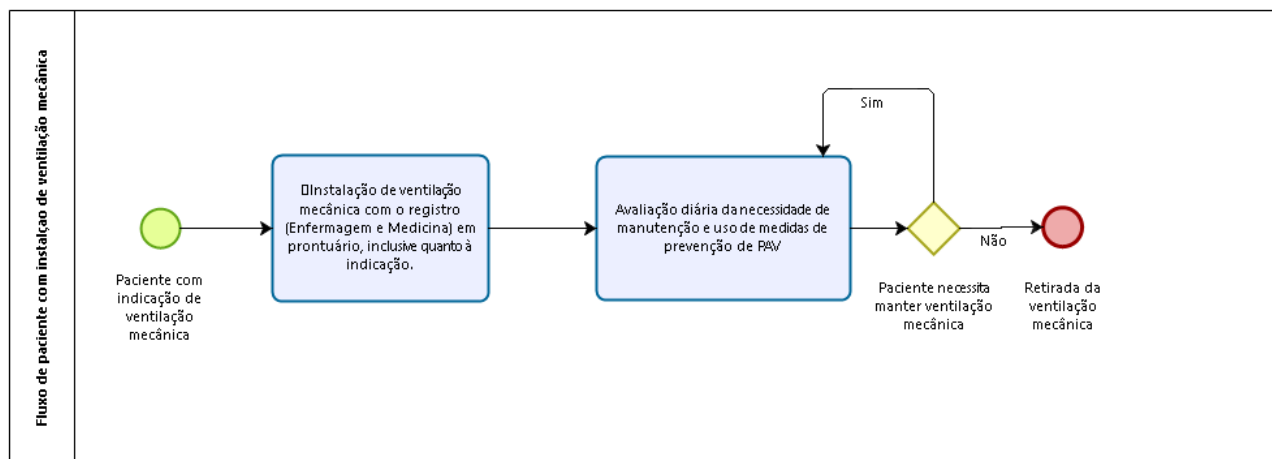 Fluxo de paciente com instalçao de ventilação mecânica
Paciente com
indicação de
ventilação
mecânica
Instalação de ventilação
mecânica com o registro
(Enfermagem e Medicina) em
prontuário, inclusive quanto à
indicação.
Avaliação diária da necessidade de
manutenção e uso de medidas de
prevenção de PAV
Sim
Paciente necessita
manter ventilação
mecânica
Não
Retirada da
ventilação
mecânica